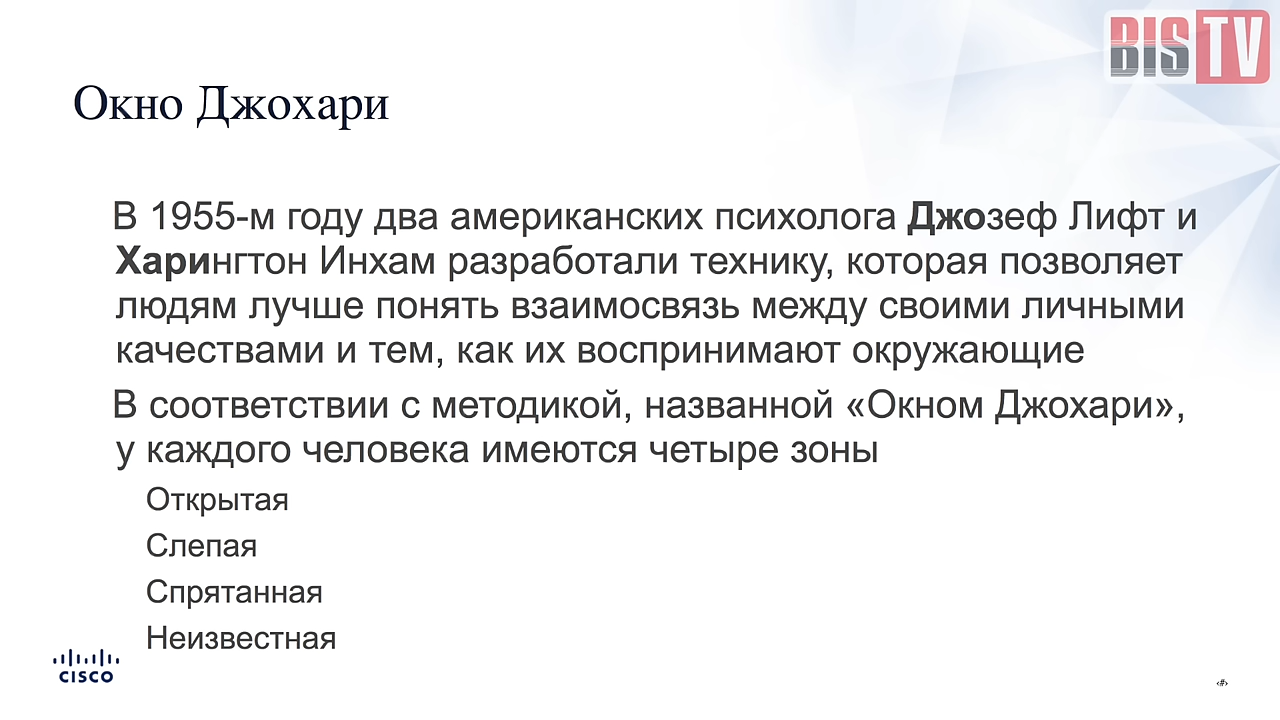 BIS TV
Окно Джохари
В 1955-м году два американских психолога Джозеф Лифт и
Харингтон Инхам разработали технику, которая позволяет
людям лучше понять взаимосвязь между своими личными
качествами и тем, как их воспринимают окружающие
В соответствии с методикой, названной «Окном Джохари»,
у каждого человека имеются четыре зоны
Открытая
Слепая
Спрятанная
Неизвестная
CISCO
‹#›